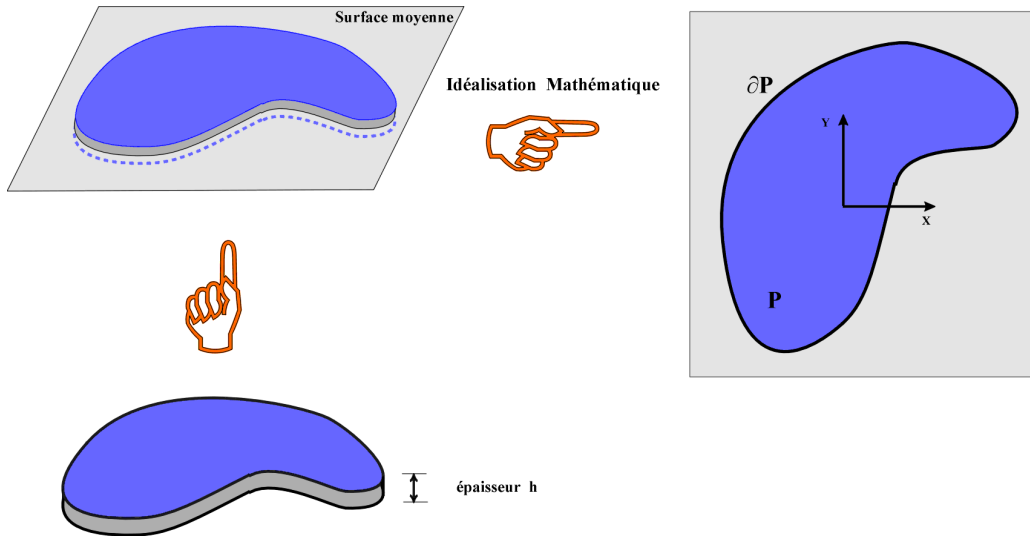 Surface moyenne
Idéalisation Mathématique
∂P
Y
X
P
épaisseur h